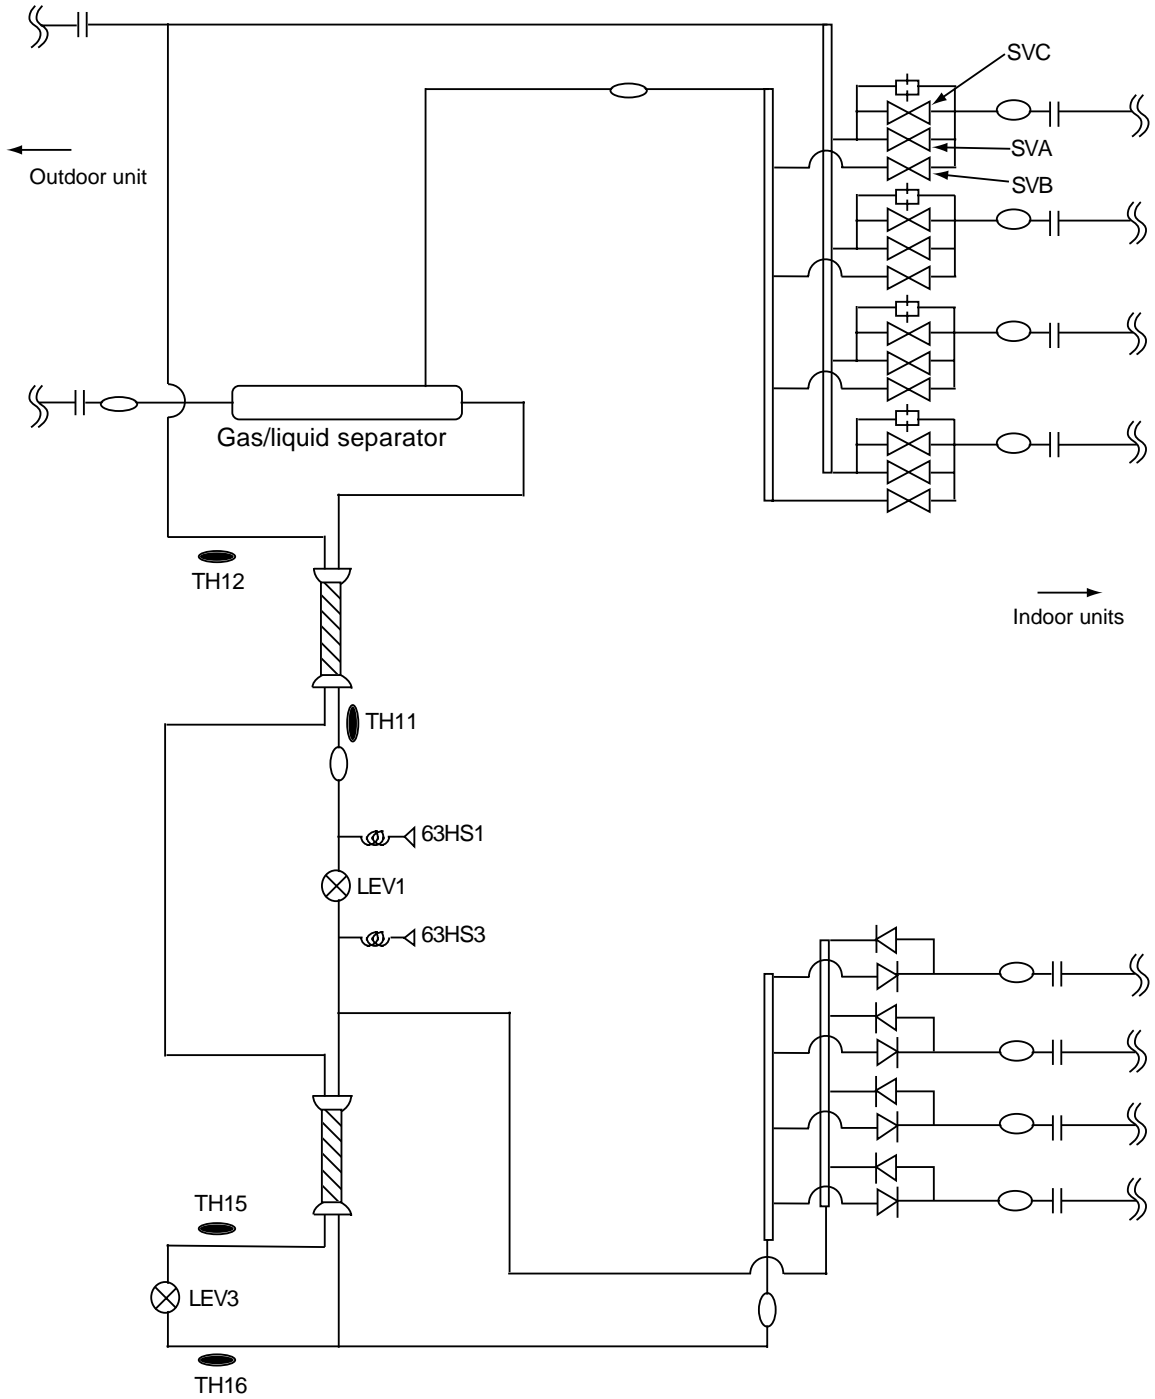 SVC
SVA
Outdoor unit
SVB
Gas/liquid separator
TH12
Indoor units
TH11
63HS1
LEV1
63HS3
TH15
LEV3
TH16